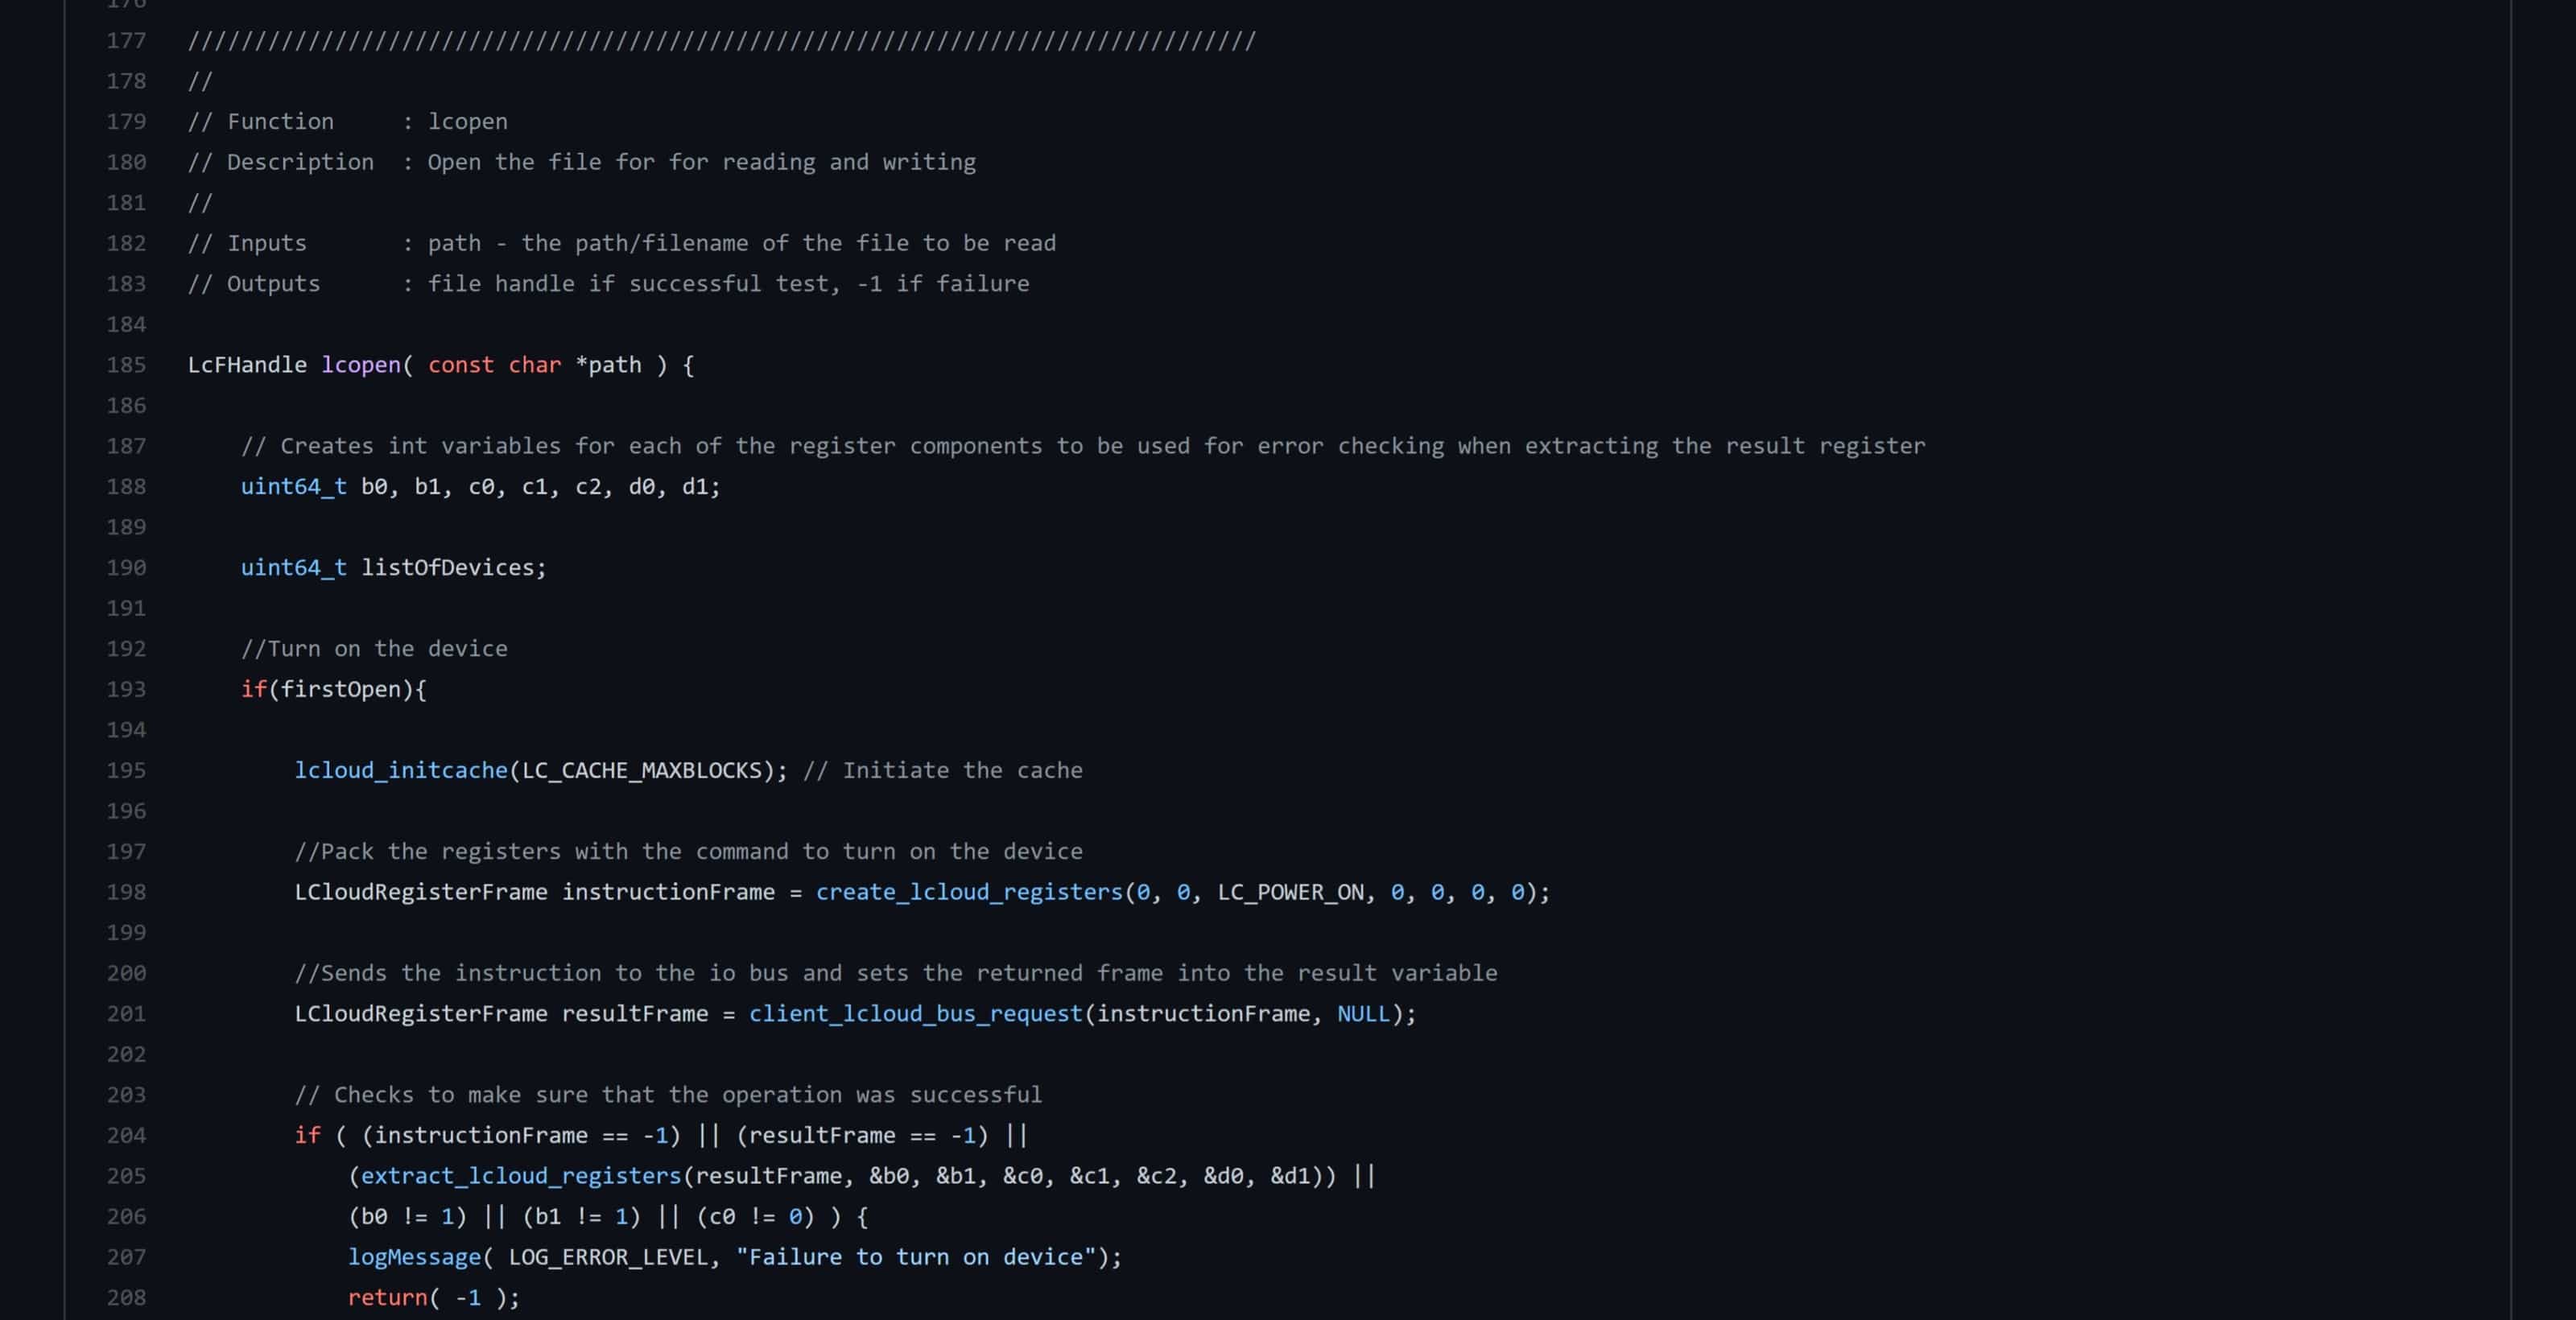 176
177 ////////////////////////////////////////////////////////////////////////////////
178 //
179 // Function     : lcopen
180 // Description  : Open the file for for reading and writing
181 //
182 // Inputs       : path - the path/filename of the file to be read
183 // Outputs      : file handle if successful test, -1 if failure
184
185 LcFHandle lcopen( const char *path ) {
186
187     // Creates int variables for each of the register components to be used for error checking when extracting the result register
188     uint64_t b0, b1, c0, c1, c2, d0, d1;
189
190     uint64_t listOfDevices;
191
192     //Turn on the device
193     if(firstOpen){
194
195         lcloud_initcache(LC_CACHE_MAXBLOCKS); // Initiate the cache
196
197         //Pack the registers with the command to turn on the device
198         LCloudRegisterFrame instructionFrame = create_lcloud_registers(0, 0, LC_POWER_ON, 0, 0, 0, 0);
199
200         //Sends the instruction to the io bus and sets the returned frame into the result variable
201         LCloudRegisterFrame resultFrame = client_lcloud_bus_request(instructionFrame, NULL);
202
203         // Checks to make sure that the operation was successful
204         if ( (instructionFrame == -1) || (resultFrame == -1) ||
205             (extract_lcloud_registers(resultFrame, &b0, &b1, &c0, &c1, &c2, &d0, &d1)) ||
206             (b0 != 1) || (b1 != 1) || (c0 != 0) ) {
207             logMessage( LOG_ERROR_LEVEL, "Failure to turn on device");
208             return( -1 );